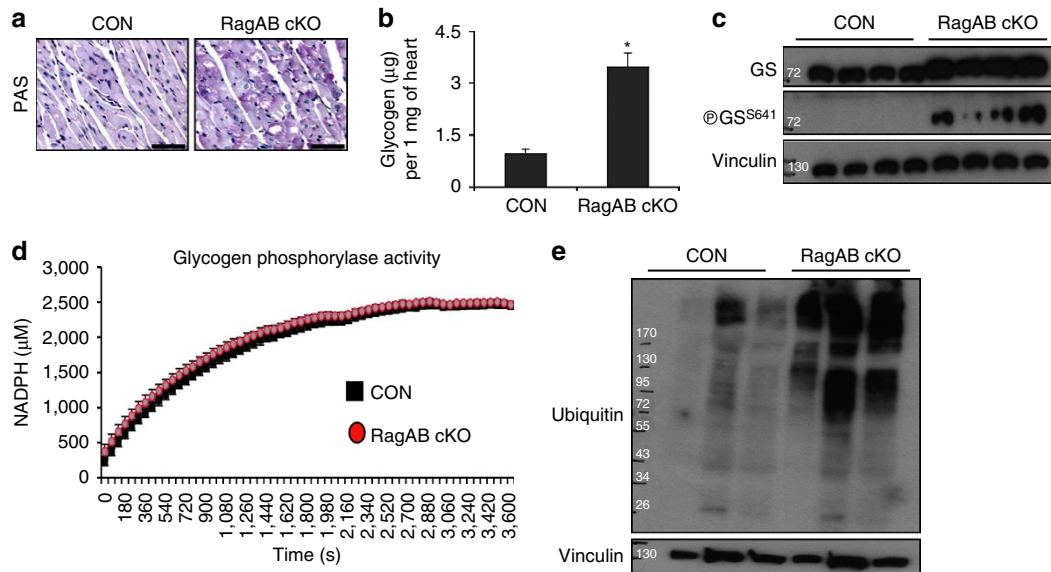 a
CON
RagAB cKO
PAS
b
4.5
3
1.5
0
Glycogen (μg)
per 1 mg of heart
*
CON
RagAB cKO
c
CON
RagAB cKO
GS
72
ⓅGS^S641
72
Vinculin
130
d
Glycogen phosphorylase activity
3,000
2,500
2,000
1,500
1,000
500
0
NADPH (μM)
CON
RagAB cKO
0
180
360
540
720
900
1,080
1,260
1,440
1,620
1,800
1,980
2,160
2,340
2,520
2,700
2,880
3,060
3,240
3,420
3,600
Time (s)
e
CON
RagAB cKO
170
130
95
72
55
43
34
26
Ubiquitin
Vinculin
130